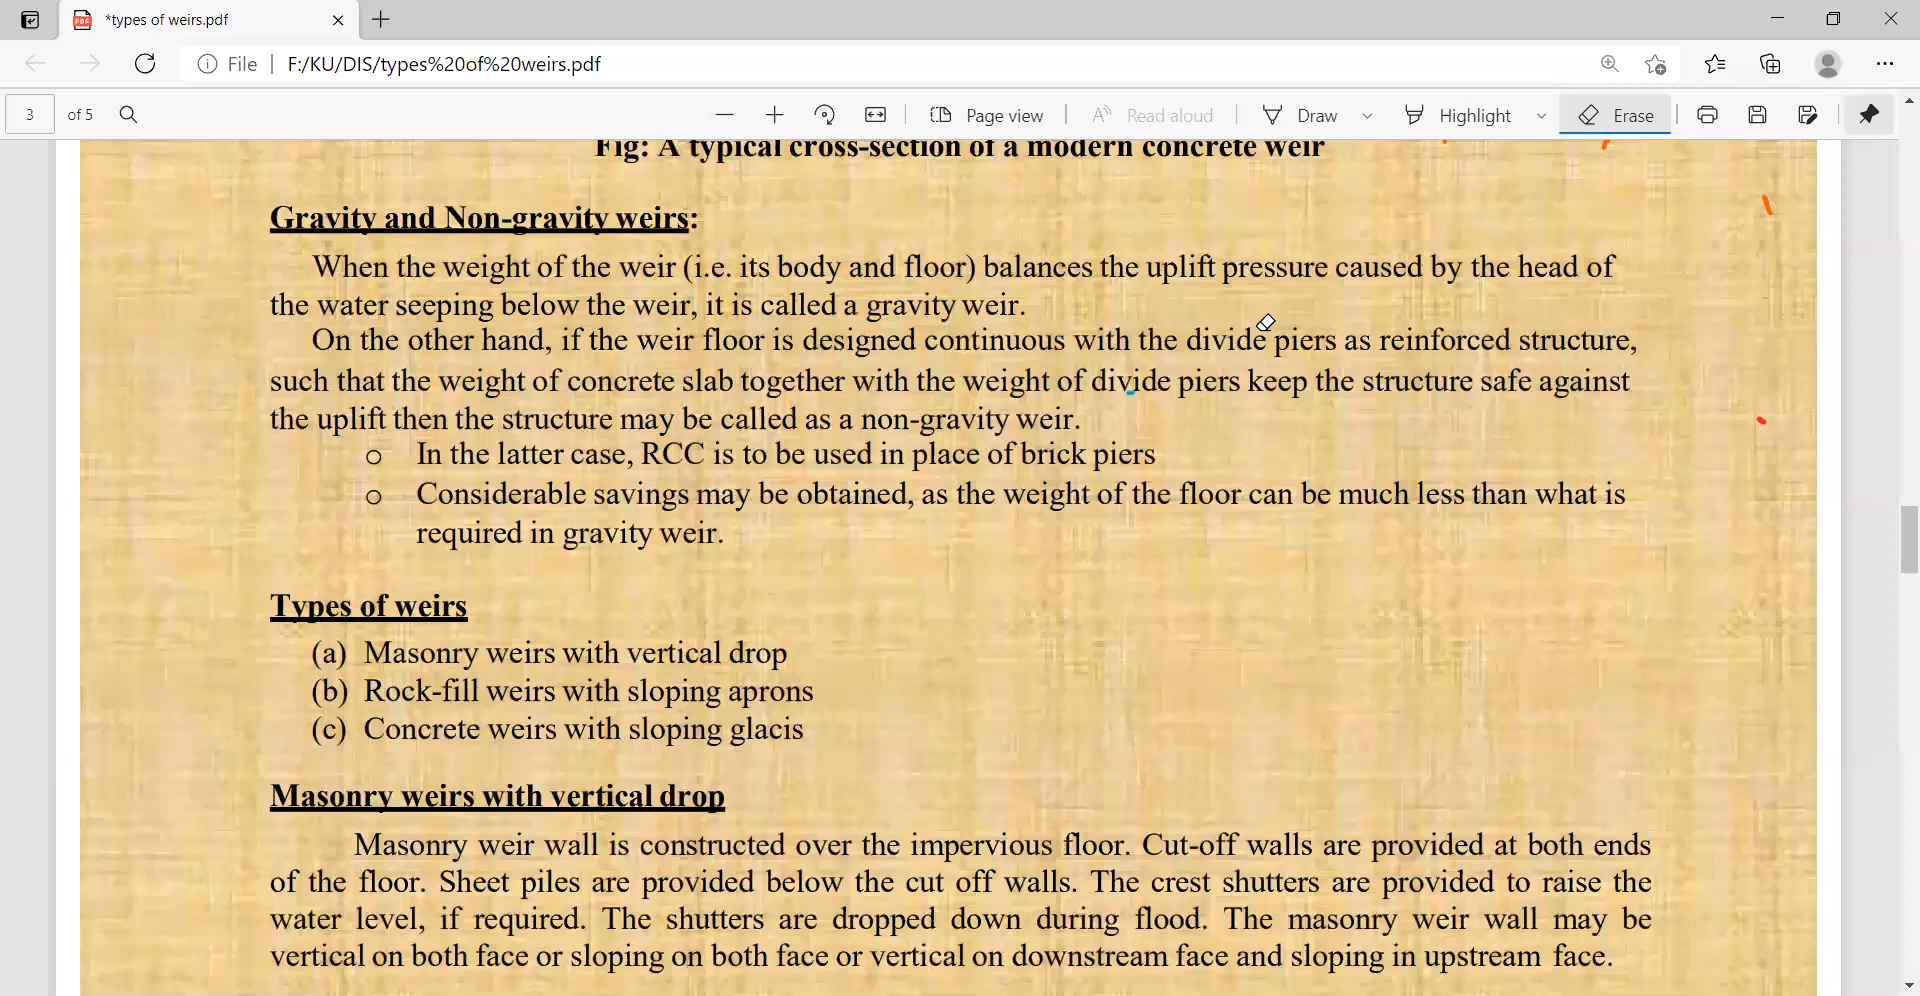 *types of weirs.pdf
File | F:/KU/DIS/types%20of%20weirs.pdf
3 of 5 Page view Read aloud Draw Highlight Erase
Fig: A typical cross-section of a modern concrete weir
Gravity and Non-gravity weirs:
When the weight of the weir (i.e. its body and floor) balances the uplift pressure caused by the head of
the water seeping below the weir, it is called a gravity weir.
On the other hand, if the weir floor is designed continuous with the divide piers as reinforced structure,
such that the weight of concrete slab together with the weight of divide piers keep the structure safe against
the uplift then the structure may be called as a non-gravity weir.
o In the latter case, RCC is to be used in place of brick piers
o Considerable savings may be obtained, as the weight of the floor can be much less than what is
required in gravity weir.
Types of weirs
(a) Masonry weirs with vertical drop
(b) Rock-fill weirs with sloping aprons
(c) Concrete weirs with sloping glacis
Masonry weirs with vertical drop
Masonry weir wall is constructed over the impervious floor. Cut-off walls are provided at both ends
of the floor. Sheet piles are provided below the cut off walls. The crest shutters are provided to raise the
water level, if required. The shutters are dropped down during flood. The masonry weir wall may be
vertical on both face or sloping on both face or vertical on downstream face and sloping in upstream face.